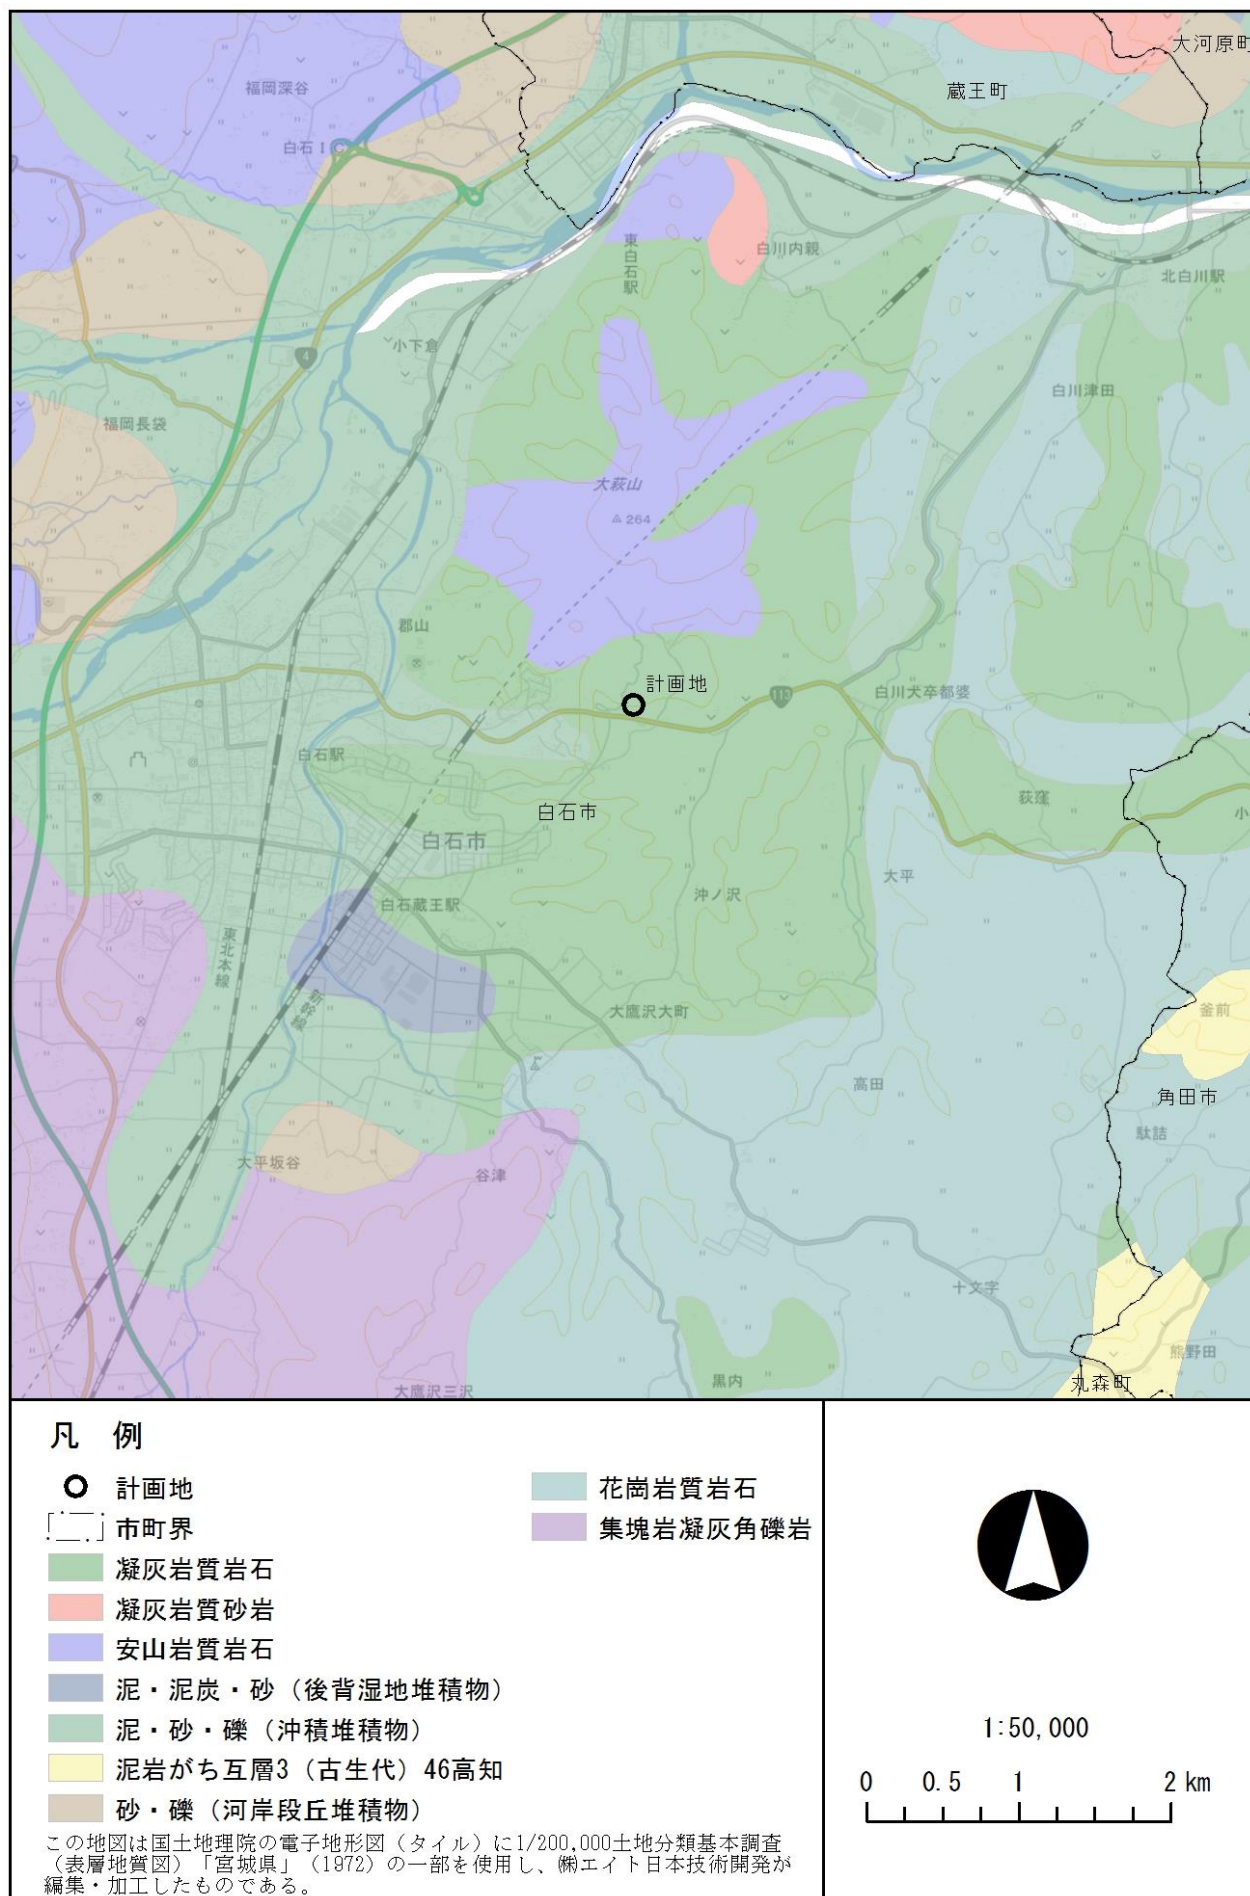 大河原町
蔵王町
福岡深谷
白石IC
東白石駅
白川内親
北白川駅
小下倉
4
白川津田
福岡長袋
大萩山
264
郡山
計画地
113
白川犬卒都婆
白石駅
荻窪
小
白石市
白石市
大平
沖ノ沢
白石蔵王駅
東北本線
新幹線
大鷹沢大町
釜前
高田
角田市
駄詰
大平坂谷
谷津
十文字
熊野田
黒内
丸森町
大鷹沢三沢
凡 例
計画地
市町界
凝灰岩質岩石
凝灰岩質砂岩
安山岩質岩石
泥・泥炭・砂（後背湿地堆積物）
泥・砂・礫（沖積堆積物）
泥岩がち互層3（古生代）46高知
砂・礫（河岸段丘堆積物）
花崗岩質岩石
集塊岩凝灰角礫岩
この地図は国土地理院の電子地形図（タイル）に1/200,000土地分類基本調査
（表層地質図）「宮城県」（1972）の一部を使用し、㈱エイト日本技術開発が
編集・加工したものである。
1:50,000
0 0.5 1 2 km